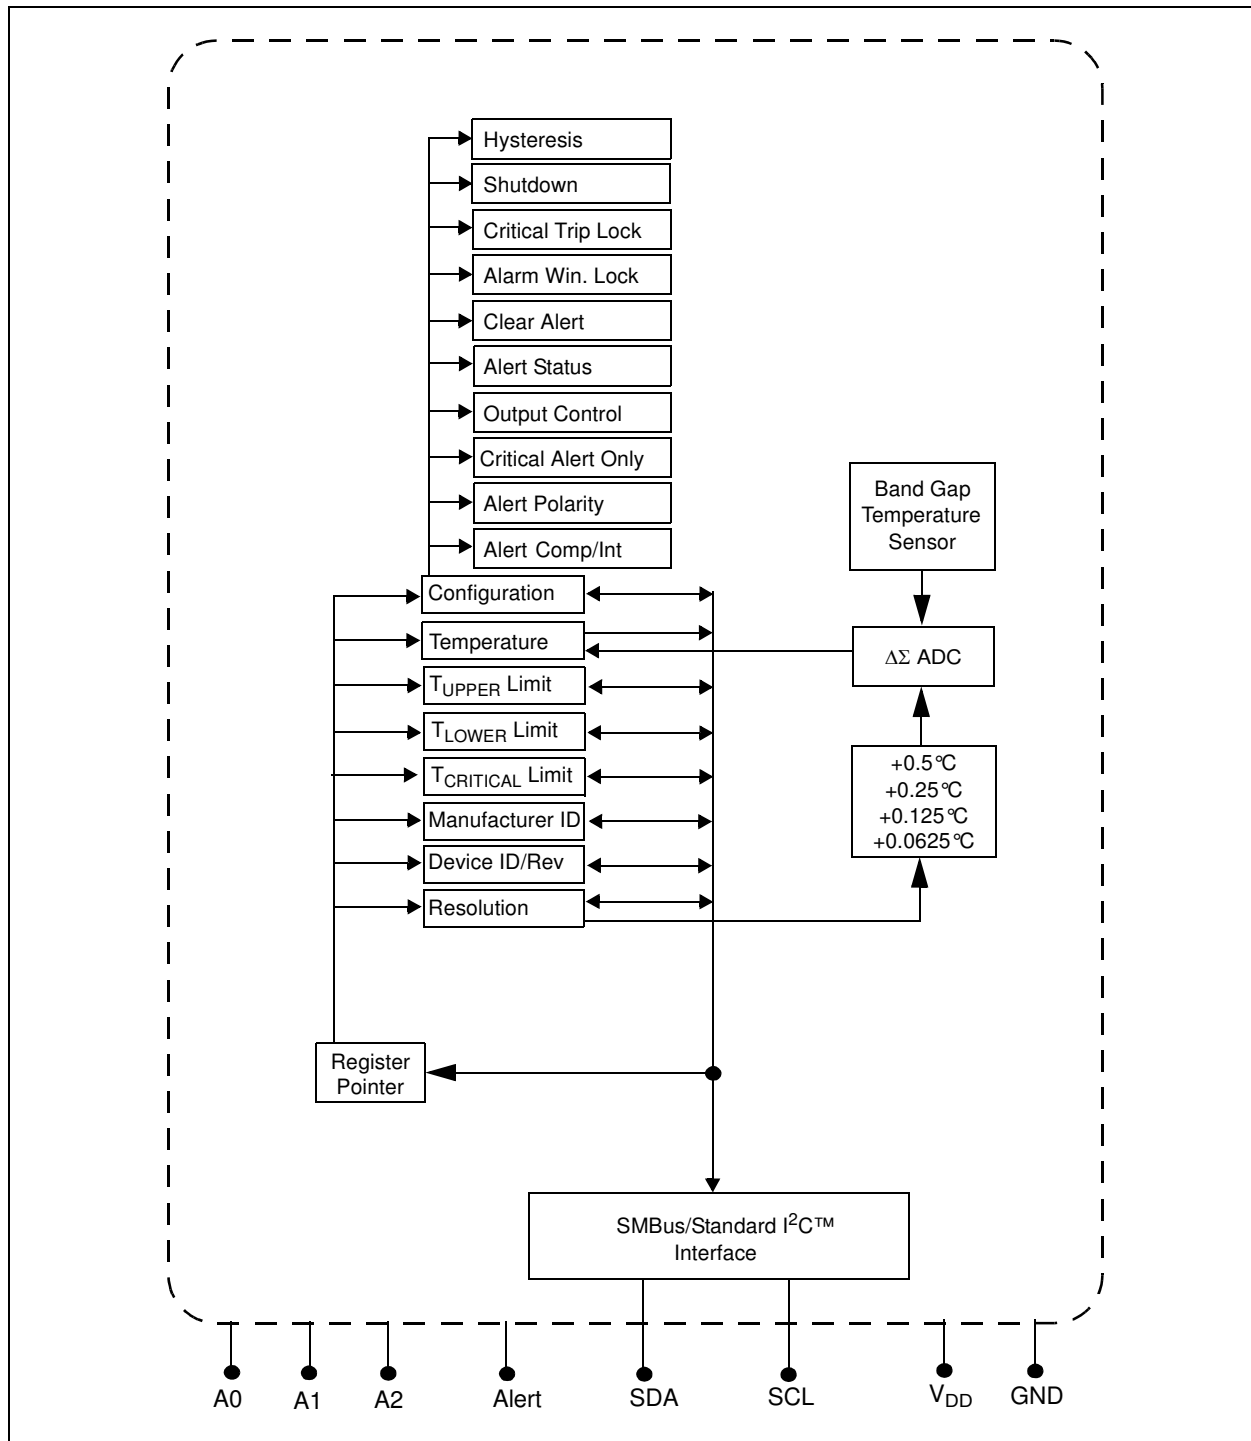 Hysteresis
Shutdown
Critical Trip Lock
Alarm Win. Lock
Clear Alert
Alert Status
Output Control
Critical Alert Only
Alert Polarity
Alert Comp/Int
Configuration
Temperature
TUPPER Limit
TLOWER Limit
TCRITICAL Limit
Manufacturer ID
Device ID/Rev
Resolution
Register
Pointer
Band Gap
Temperature
Sensor
ΔΣ ADC
+0.5°C
+0.25°C
+0.125°C
+0.0625°C
SMBus/Standard I²C™
Interface
A0
A1
A2
Alert
SDA
SCL
VDD
GND